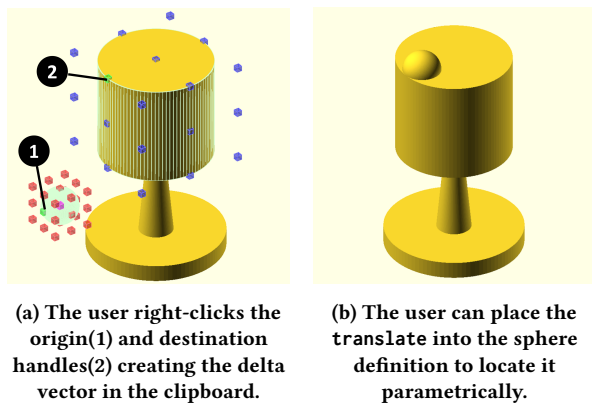 2
1
(a) The user right-clicks the
origin(1) and destination
handles(2) creating the delta
vector in the clipboard.
(b) The user can place the
translate into the sphere
definition to locate it
parametrically.